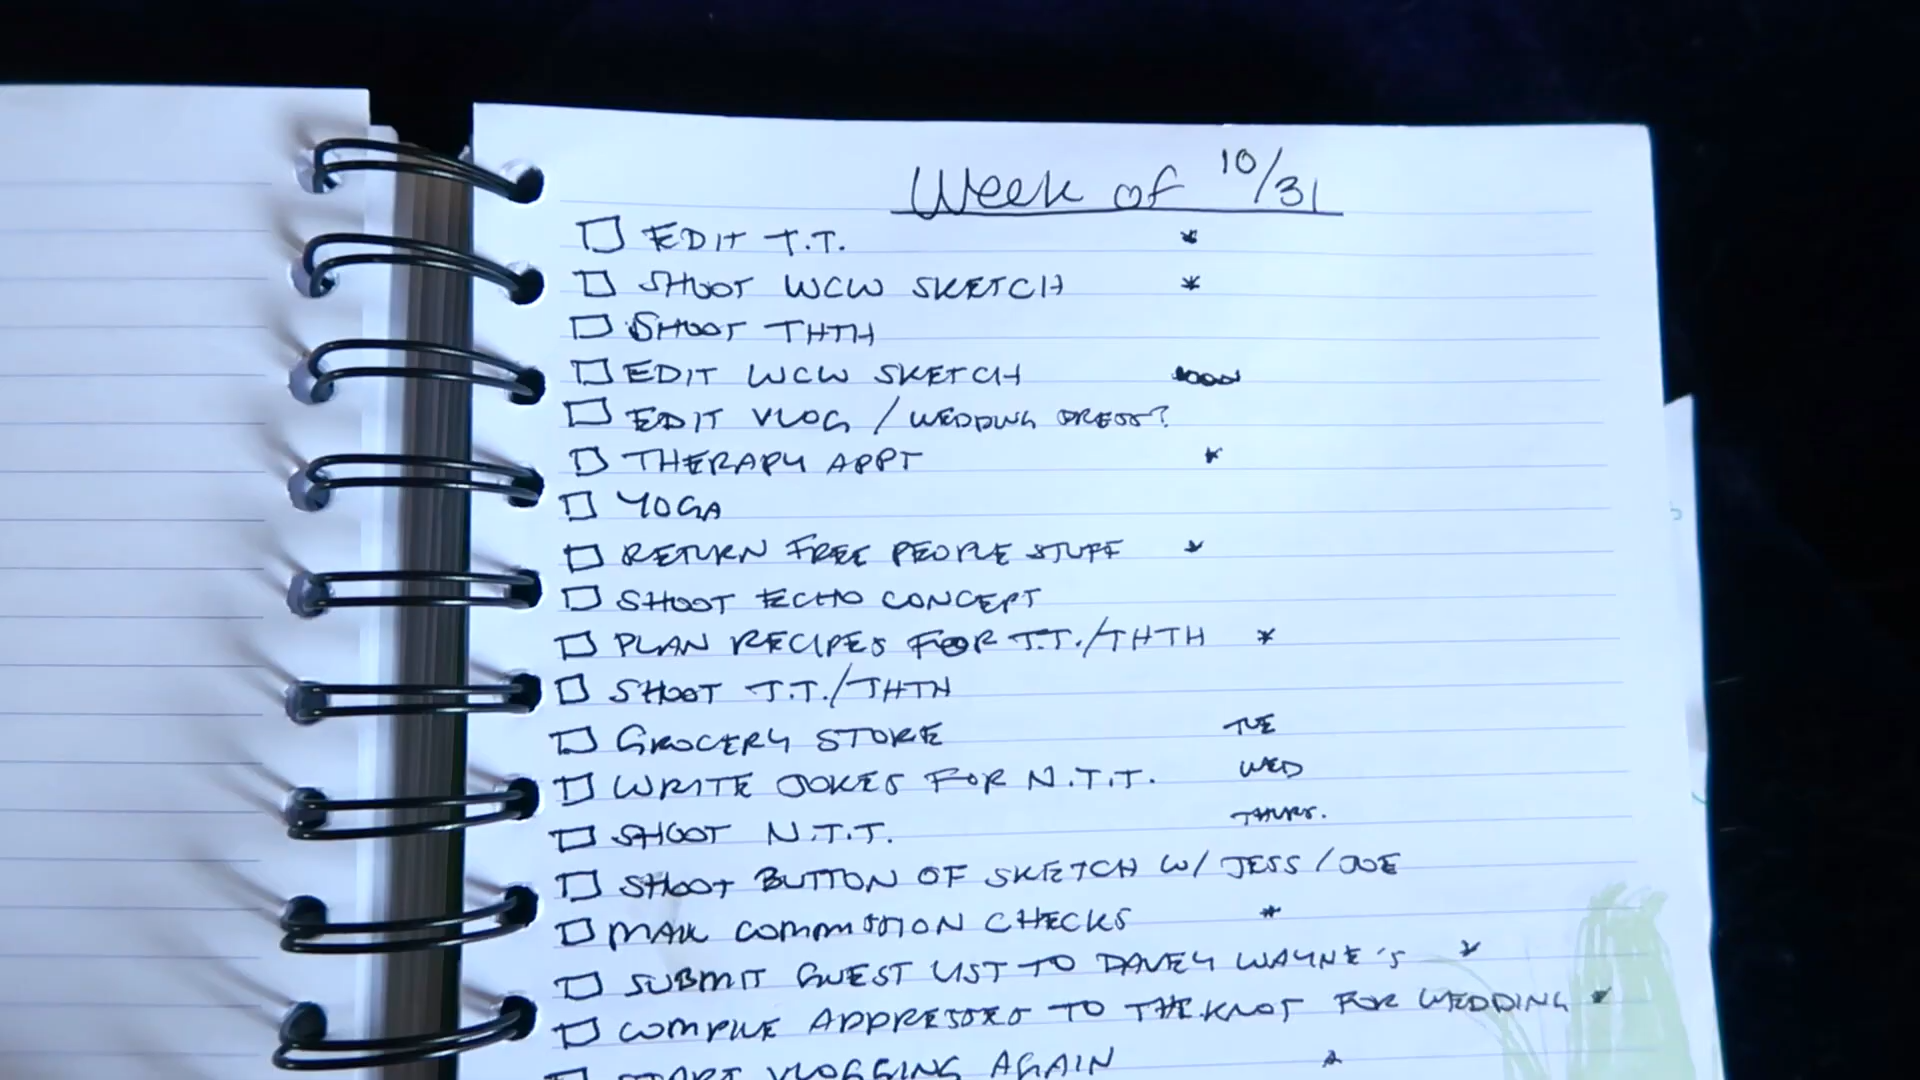 Week of 10/31
EDIT T.T. *
SHOOT WCW SKETCH *
SHOOT THTH
EDIT WCW SKETCH
EDIT VLOG / WEDDING DRESS?
THERAPY APPT *
YOGA
RETURN FREE PEOPLE STUFF *
SHOOT ECHO CONCEPT
PLAN RECIPES FOR T.T./THTH *
SHOOT T.T./THTH
GROCERY STORE TUE
WRITE JOKES FOR N.T.T. WED
SHOOT N.T.T. THURS.
SHOOT BUTTON OF SKETCH W/ JESS / JOE
MAIL COMMISSION CHECKS *
SUBMIT GUEST LIST TO DAVEY WAYNE'S *
COMPILE ADDRESSES TO THE KNOT FOR WEDDING *
START VLOGGING AGAIN *